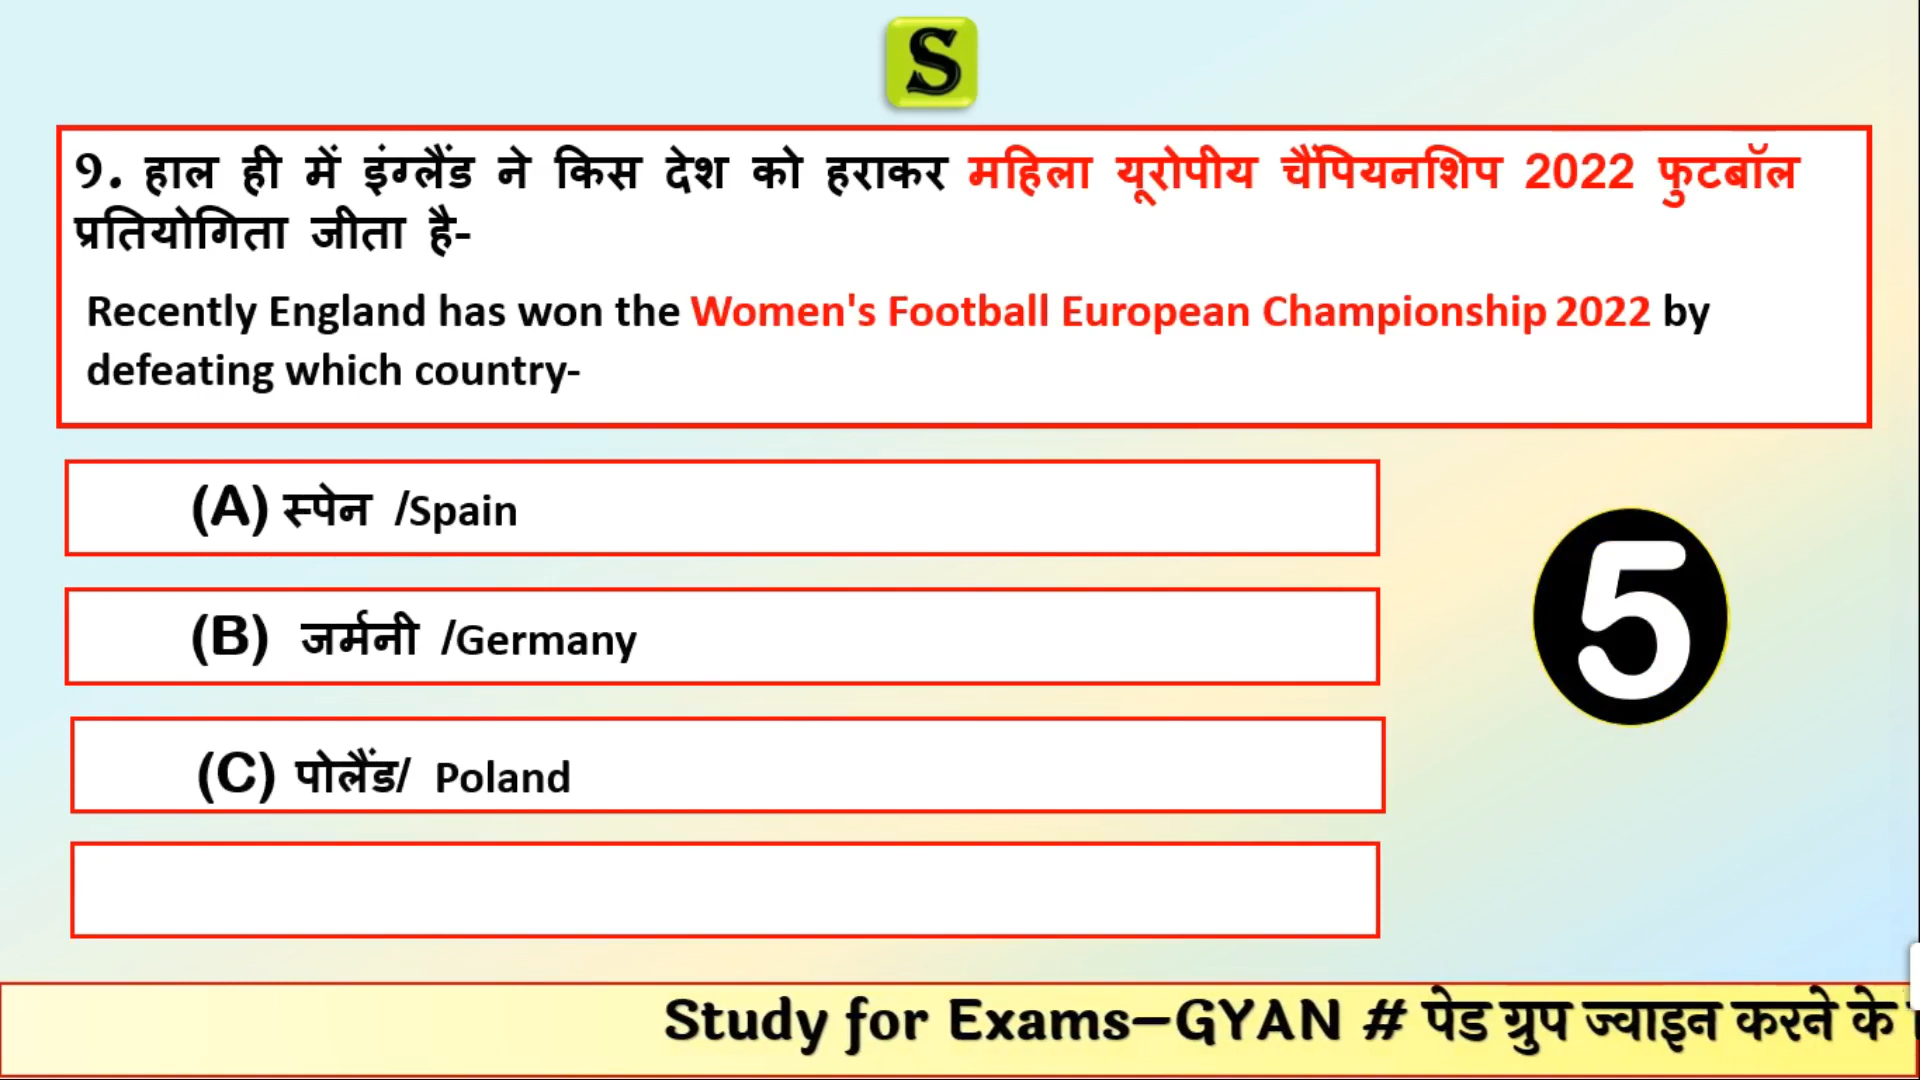 S
9. हाल ही में इंग्लैंड ने किस देश को हराकर महिला यूरोपीय चैंपियनशिप 2022 फुटबॉल
प्रतियोगिता जीता है-
Recently England has won the Women's Football European Championship 2022 by
defeating which country-
(A) स्पेन /Spain
(B) जर्मनी /Germany
5
(C) पोलैंड/ Poland
Study for Exams–GYAN # पेड ग्रुप ज्वाइन करने के